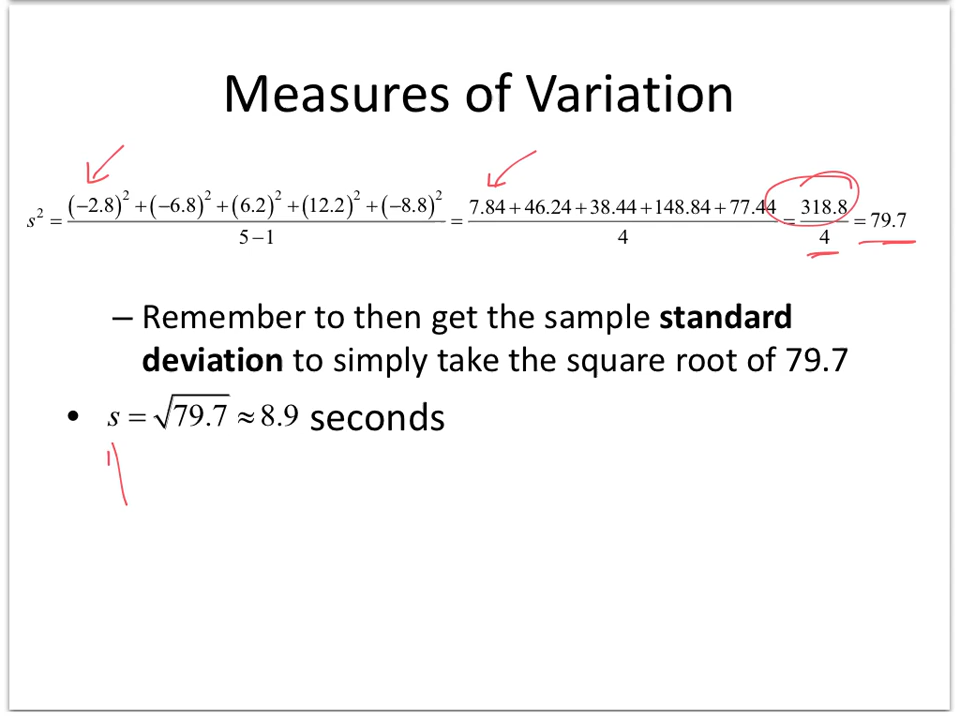 Measures of Variation
s² = (−2.8)² + (−6.8)² + (6.2)² + (12.2)² + (−8.8)² / 5 − 1 = 7.84 + 46.24 + 38.44 + 148.84 + 77.44 / 4 = 318.8 / 4 = 79.7
– Remember to then get the sample standard
deviation to simply take the square root of 79.7
• s = √79.7 ≈ 8.9 seconds